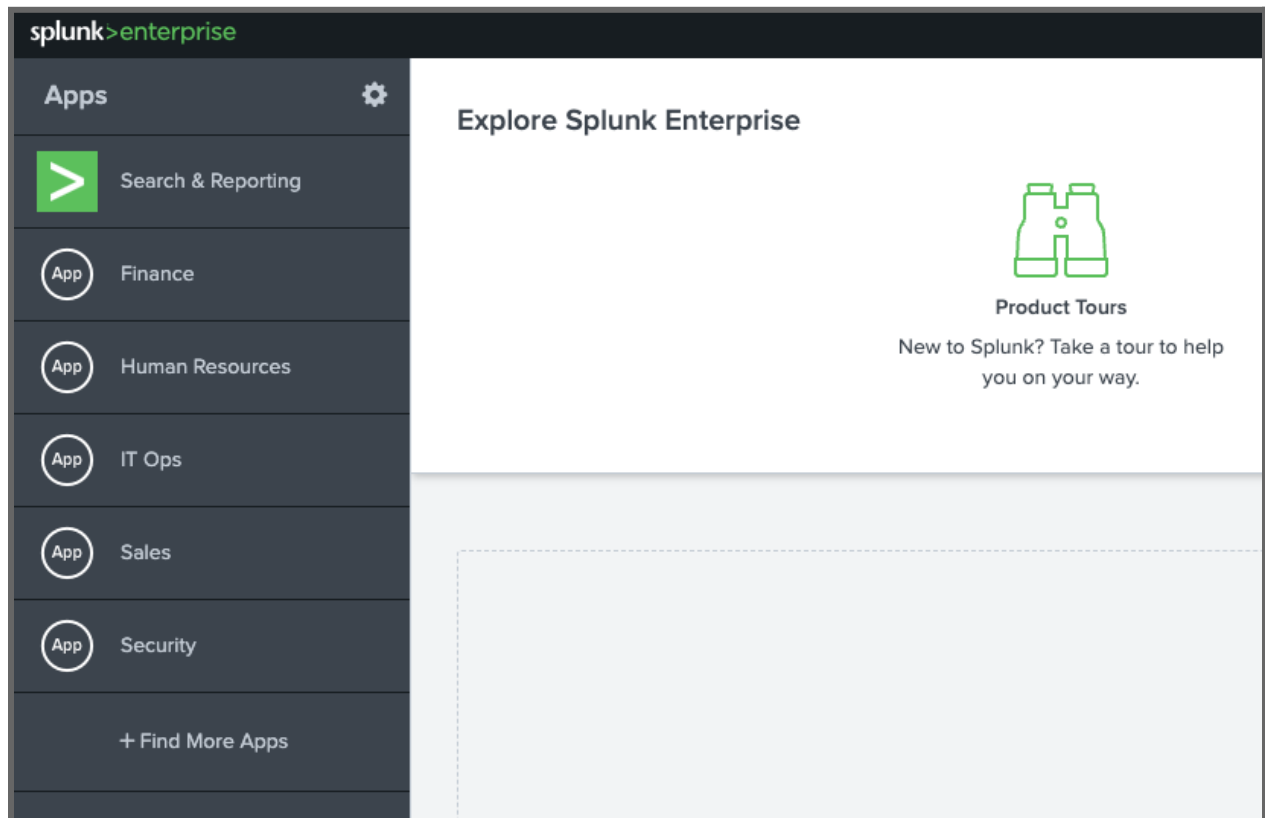 splunk>enterprise
Apps
Search & Reporting
App
Finance
App
Human Resources
App
IT Ops
App
Sales
App
Security
+ Find More Apps
Explore Splunk Enterprise
Product Tours
New to Splunk? Take a tour to help
you on your way.